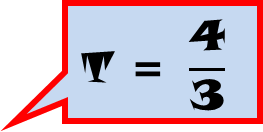 T = 4/3